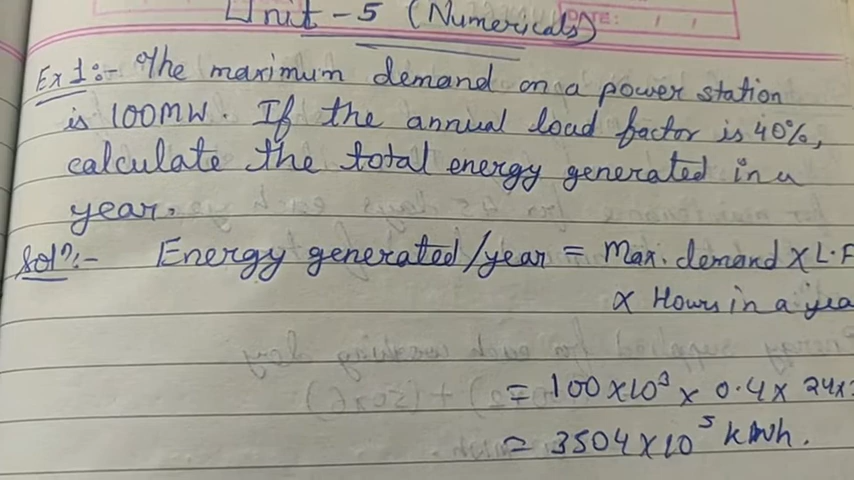 Unit - 5 (Numericals)
DATE:
Ex 1:- The maximum demand on a power station
is 100MW. If the annual load factor is 40%,
calculate the total energy generated in a
year.
Soln:- Energy generated/year = Max. demand x L.F
x Hours in a yea
= 100 x 10³ x 0.4 x 24x
= 3504 x 10⁵ kWh.